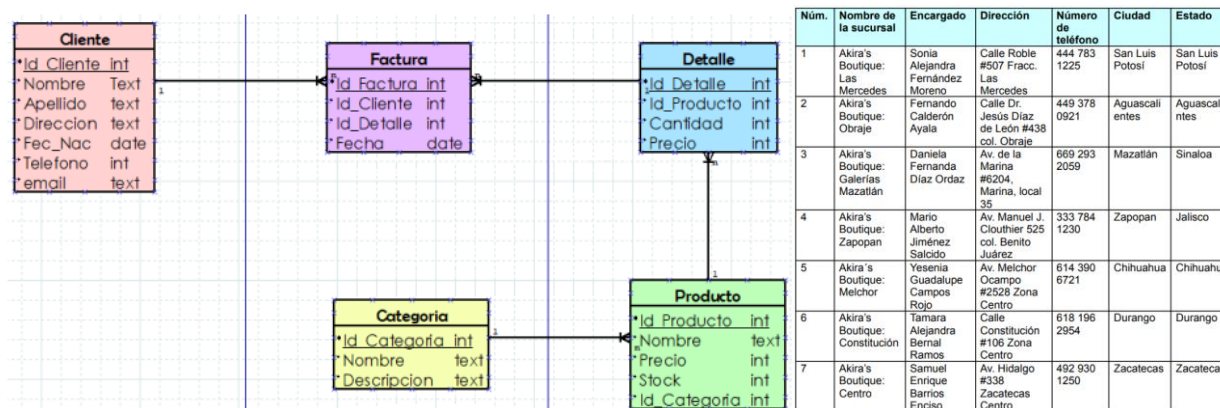 Cliente
Id_Cliente int
Nombre Text
Apellido text
Direccion text
Fec_Nac date
Telefono int
email text
1
n
Factura
Id_Factura int
Id_Cliente int
Id_Detalle int
Fecha date
n
1
Detalle
Id_Detalle int
Id_Producto int
Cantidad int
Precio int
n
1
Categoria
Id_Categoria int
Nombre text
Descripcion text
1
n
Producto
Id_Producto int
Nombre text
Precio int
Stock int
Id_Categoria int
Núm. Nombre de Encargado Dirección Número Ciudad Estado
la sucursal de
teléfono
1 Akira's Sonia Calle Roble 444 783 San Luis San Luis
Boutique: Alejandra #507 Fracc. 1225 Potosí Potosí
Las Fernández Las
Mercedes Moreno Mercedes
2 Akira's Fernando Calle Dr. 449 378 Aguascali Aguascal
Boutique: Calderón Jesús Díaz 0921 entes ntes
Obraje Ayala de León #438
col. Obraje
3 Akira's Daniela Av. de la 669 293 Mazatlán Sinaloa
Boutique: Fernanda Marina 2059
Galerías Díaz Ordaz #6204,
Mazatlán Marina, local
35
4 Akira's Mario Av. Manuel J. 333 784 Zapopan Jalisco
Boutique: Alberto Clouthier 525 1230
Zapopan Jiménez col. Benito
Salcido Juárez
5 Akira´s Yesenia Av. Melchor 614 390 Chihuahua Chihuahu
Boutique: Guadalupe Ocampo 6721
Melchor Campos #2528 Zona
Rojo Centro
6 Akira's Tamara Calle 618 196 Durango Durango
Boutique: Alejandra Constitución 2954
Constitución Bernal #106 Zona
Ramos Centro
7 Akira's Samuel Av. Hidalgo 492 930 Zacatecas Zacateca
Boutique: Enrique #338 1250
Centro Barrios Zacatecas
Enciso Centro